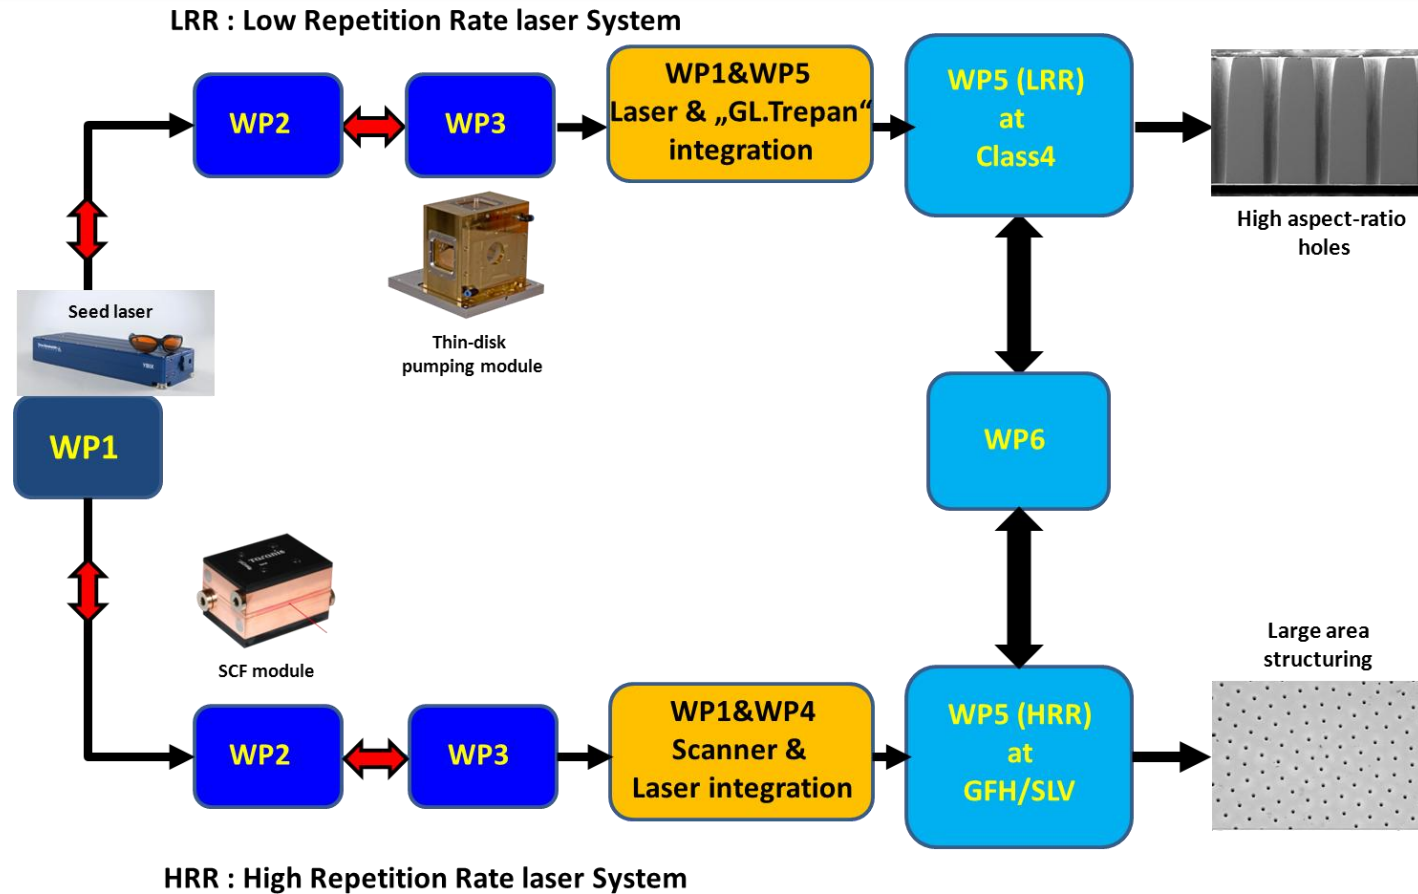 LRR : Low Repetition Rate laser System
WP2
WP3
WP1&WP5
Laser & „GL.Trepan“
integration
WP5 (LRR)
at
Class4
High aspect-ratio
holes
Seed laser
Thin-disk
pumping module
WP1
WP6
Taranis
SCF module
WP2
WP3
WP1&WP4
Scanner &
Laser integration
WP5 (HRR)
at
GFH/SLV
Large area
structuring
HRR : High Repetition Rate laser System